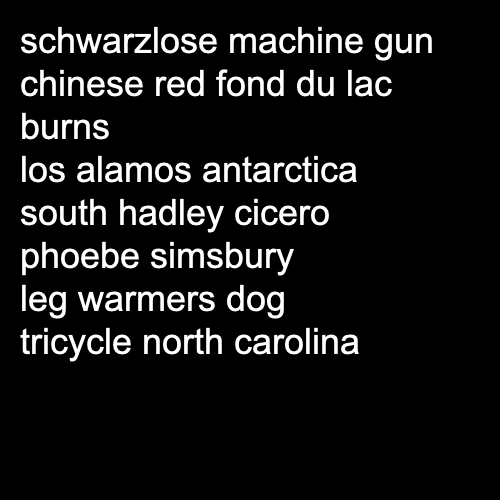 schwarzlose machine gun
chinese red fond du lac
burns
los alamos antarctica
south hadley cicero
phoebe simsbury
leg warmers dog
tricycle north carolina